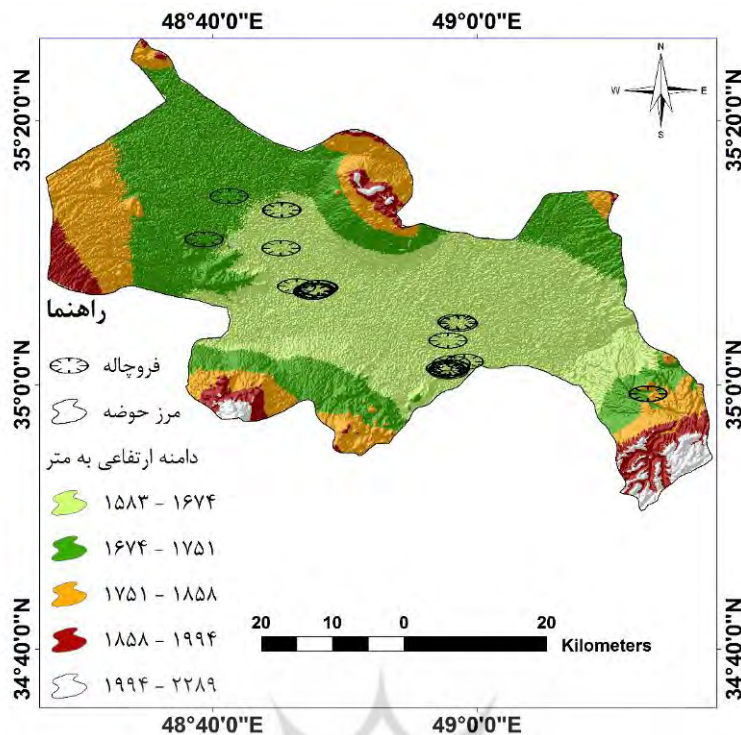 48°40'0"E 49°0'0"E
N
W E
S
35°20'0"N 35°20'0"N
راهنما
فروچاله
35°0'0"N 35°0'0"N
مرز حوضه
دامنه ارتفاعی به متر
۱۵۸۳ - ۱۶۷۴
۱۶۷۴ - ۱۷۵۱
۱۷۵۱ - ۱۸۵۸
۱۸۵۸ - ۱۹۹۴
۱۹۹۴ - ۲۲۸۹
20 10 0 20
Kilometers
34°40'0"N 34°40'0"N
48°40'0"E 49°0'0"E